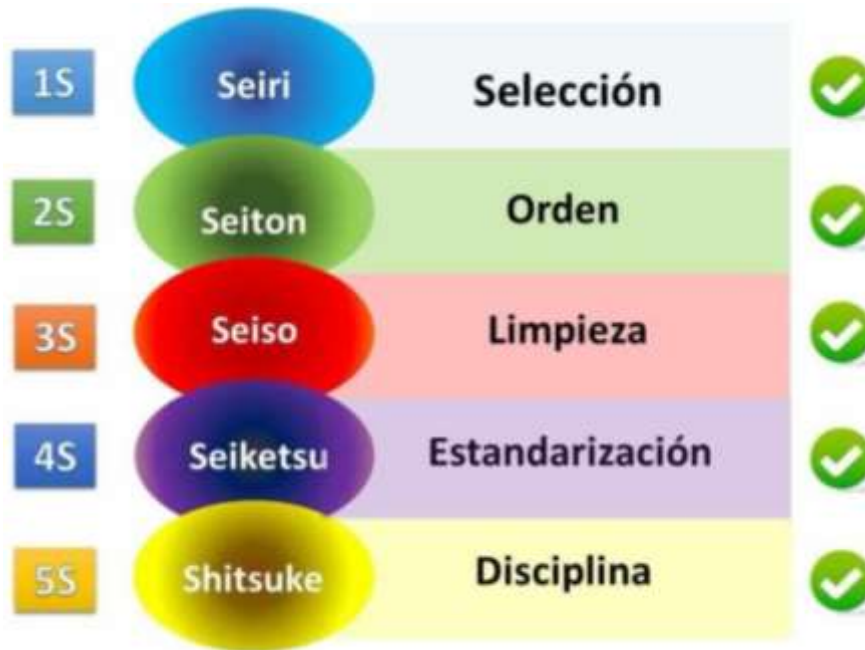 1S Seiri Selección
2S Seiton Orden
3S Seiso Limpieza
4S Seiketsu Estandarización
5S Shitsuke Disciplina